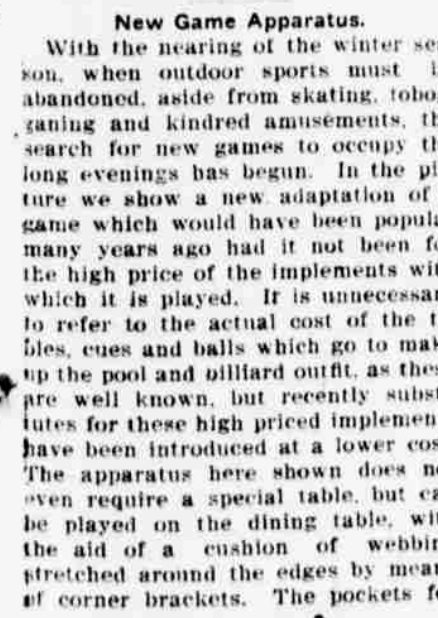 New Game Apparatus.
With the nearing of the winter sea-
son, when outdoor sports must
abandoned, aside from skating, tobog-
ganing and kindred amusements, th
search for new games to occupy th
long evenings has begun. In the pi
ture we show a new adaptation of
game which would have been popula
many years ago had it not been fo
the high price of the implements wit
which it is played. It is unnecessar
to refer to the actual cost of the t
bles, cues and balls which go to mak
up the pool and billiard outfit, as thes
are well known, but recently subst
tutes for these high priced implemen
have been introduced at a lower cos
The apparatus here shown does no
even require a special table, but ca
be played on the dining table, wit
the aid of a cushion of webbin
stretched around the edges by mean
of corner brackets. The pockets fo